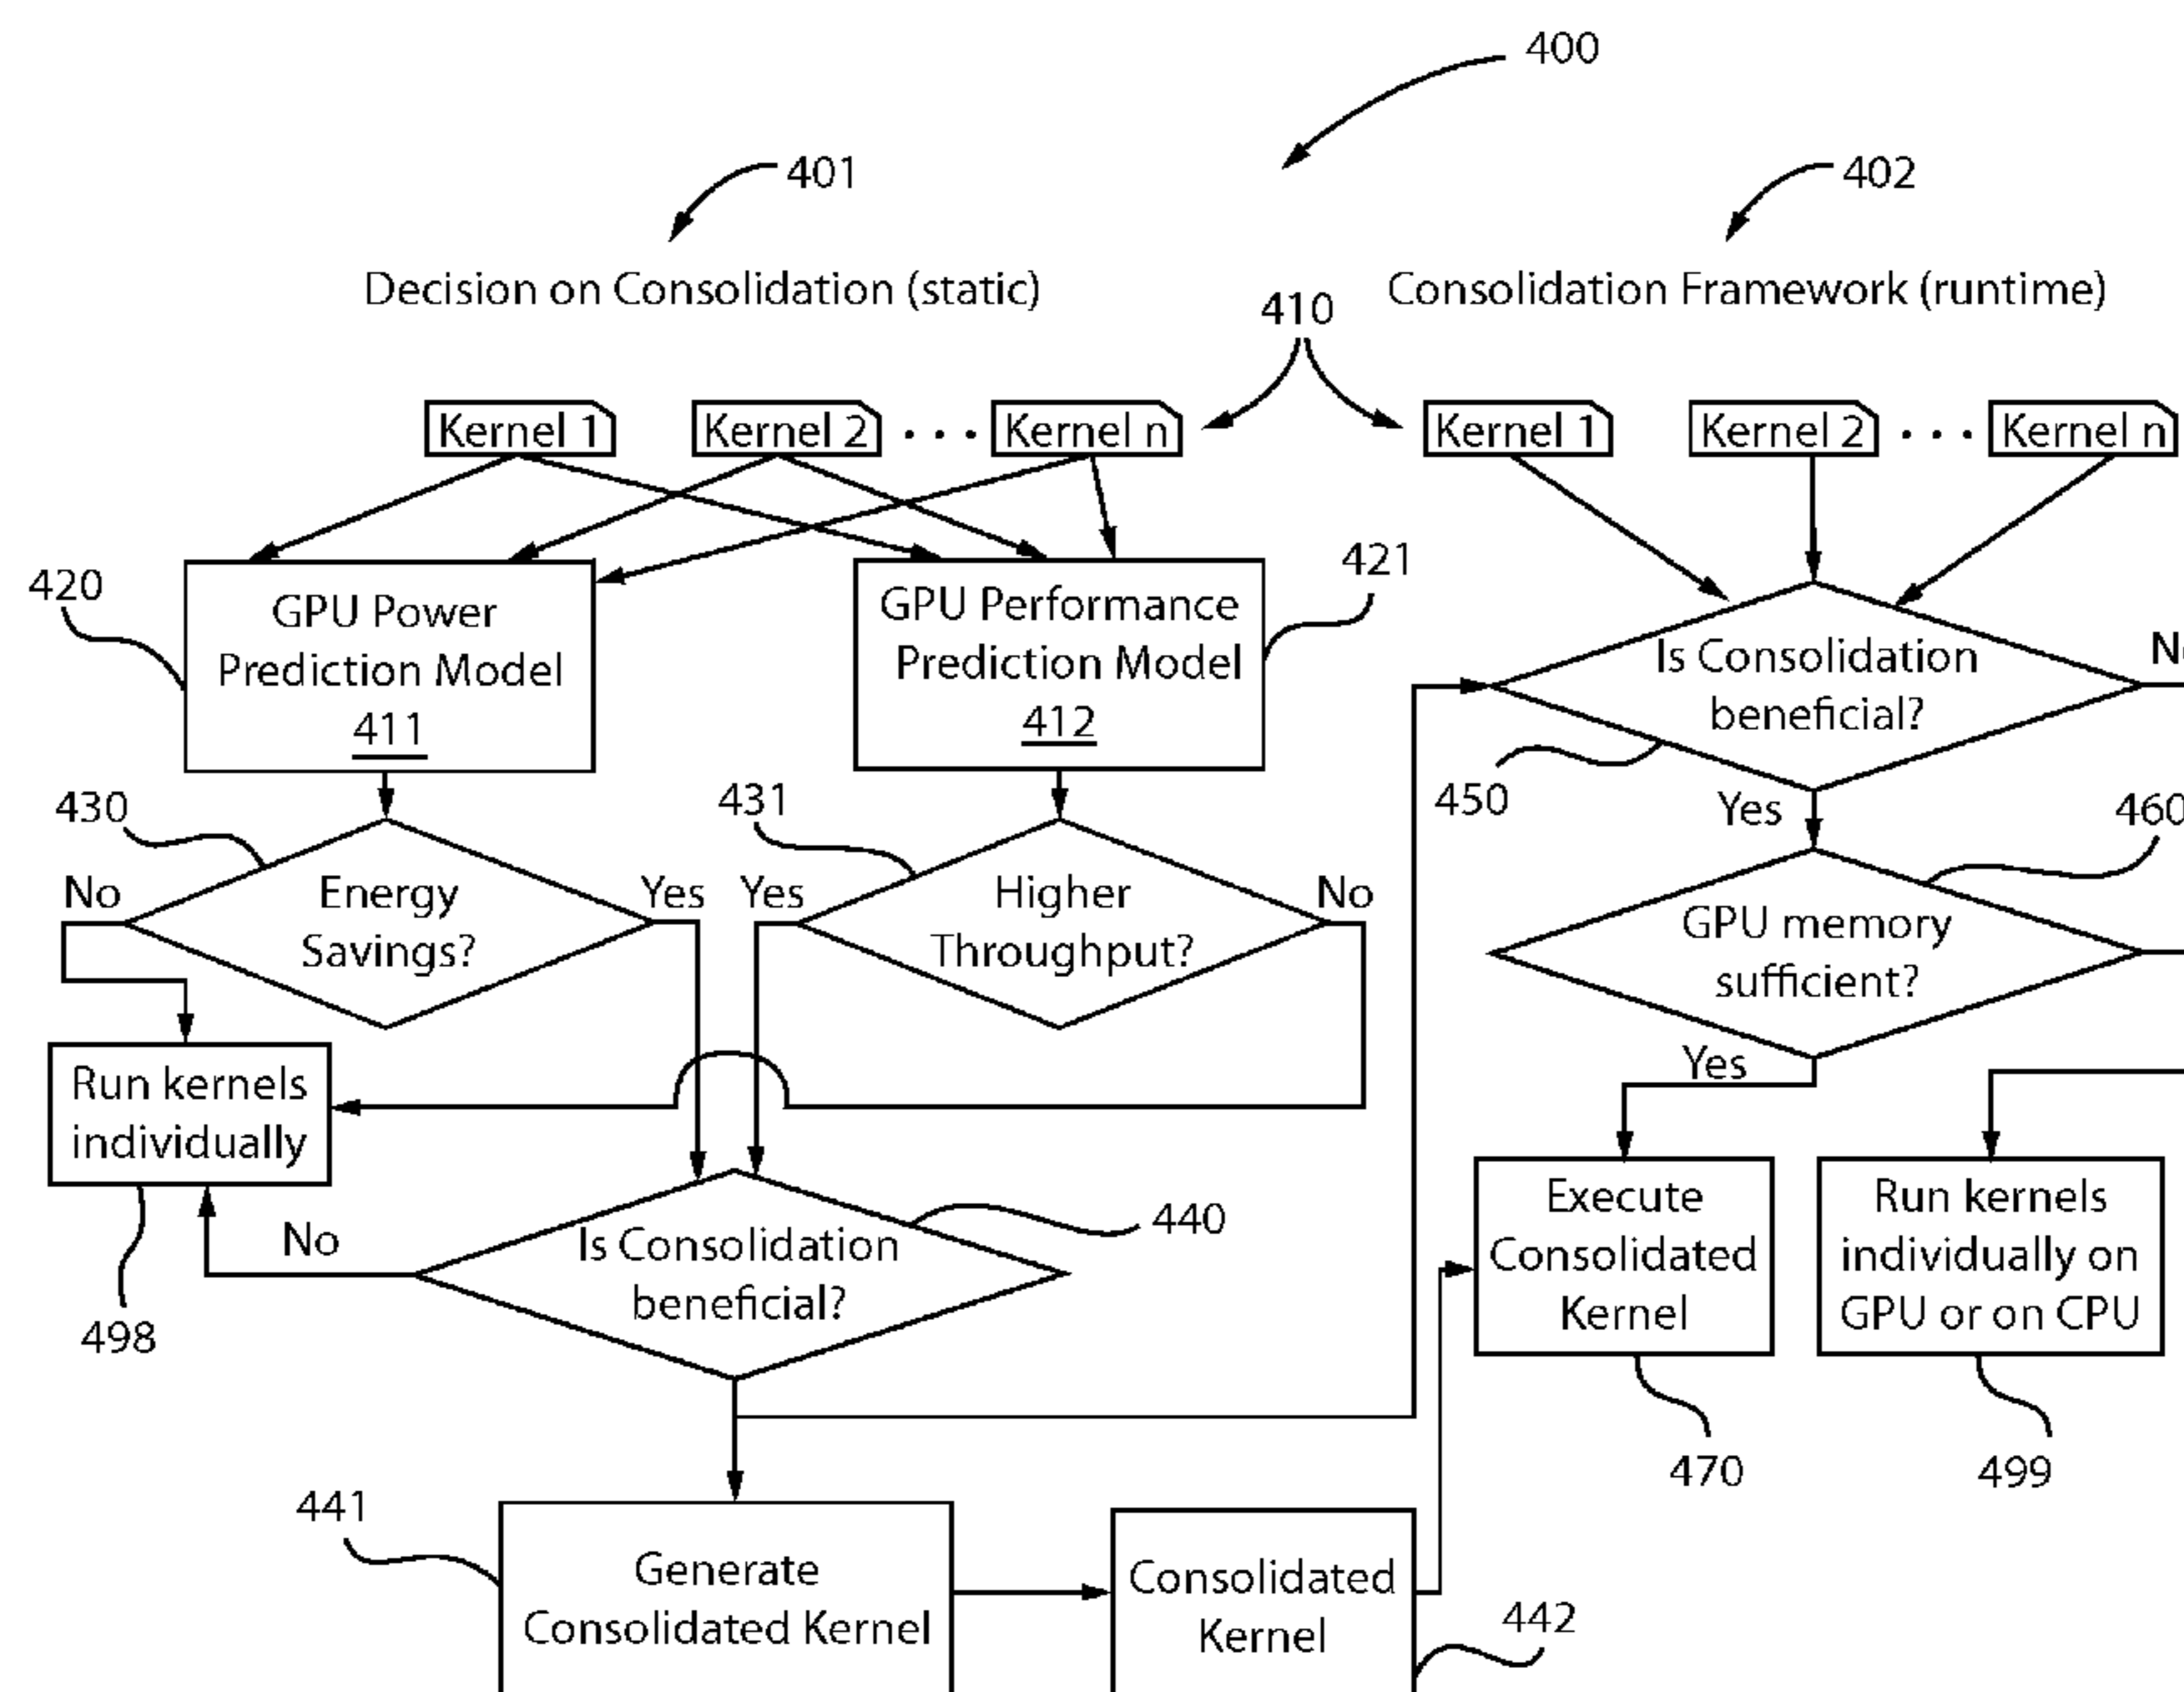 400
401
402
Decision on Consolidation (static)
Consolidation Framework (runtime)
410
Kernel 1
Kernel 2
• • •
Kernel n
Kernel 1
Kernel 2
• • •
Kernel n
420
GPU Power
Prediction Model
411
GPU Performance
Prediction Model
412
421
Is Consolidation
beneficial?
450
Yes
460
430
431
No
Energy
Savings?
Yes
Yes
Higher
Throughput?
No
GPU memory
sufficient?
Yes
Run kernels
individually
498
No
Is Consolidation
beneficial?
440
Execute
Consolidated
Kernel
470
Run kernels
individually on
GPU or on CPU
499
441
Generate
Consolidated Kernel
Consolidated
Kernel
442